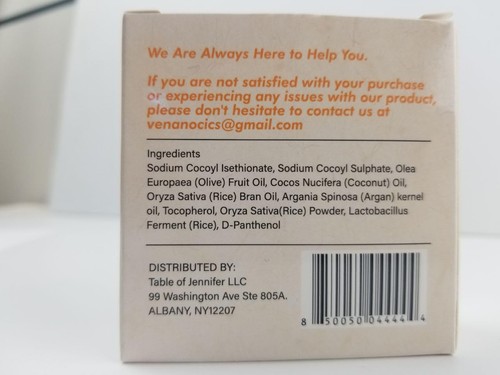 We Are Always Here to Help You.
If you are not satisfied with your purchase
or experiencing any issues with our product,
please don't hesitate to contact us at
venanocics@gmail.com
Ingredients
Sodium Cocoyl Isethionate, Sodium Cocoyl Sulphate, Olea
Europaea (Olive) Fruit Oil, Cocos Nucifera (Coconut) Oil,
Oryza Sativa (Rice) Bran Oil, Argania Spinosa (Argan) kernel
oil, Tocopherol, Oryza Sativa(Rice) Powder, Lactobacillus
Ferment (Rice), D-Panthenol
DISTRIBUTED BY:
Table of Jennifer LLC
99 Washington Ave Ste 805A.
ALBANY, NY12207
8 50050 04444 4